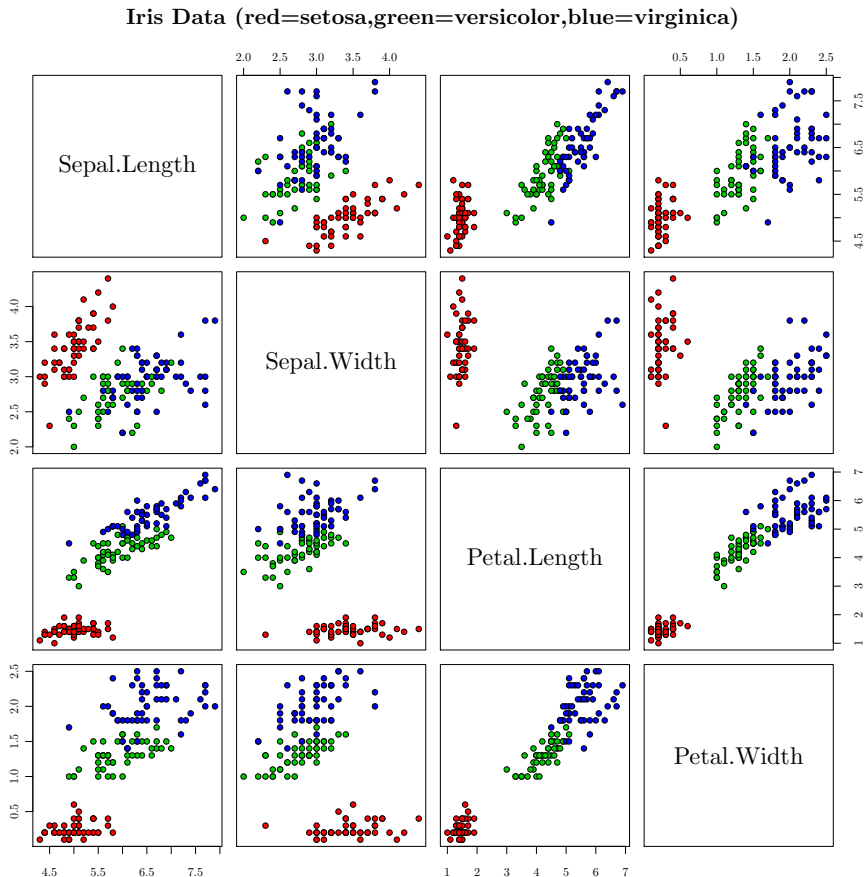 Iris Data (red=setosa,green=versicolor,blue=virginica)
2.0 3.0 4.0
0.5 1.0 1.5 2.0 2.5
Sepal.Length
4.5 5.5 6.5 7.5
2.0 2.5 3.0 3.5 4.0
Sepal.Width
Petal.Length
1 2 3 4 5 6 7
0.5 1.0 1.5 2.0 2.5
Petal.Width
4.5 5.5 6.5 7.5
1 2 3 4 5 6 7